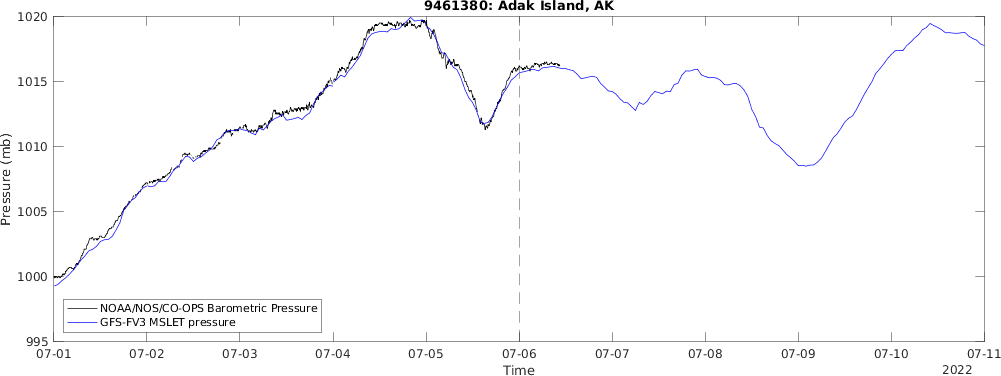 9461380: Adak Island, AK
Pressure (mb)
1020
1015
1010
1005
1000
995
NOAA/NOS/CO-OPS Barometric Pressure
GFS-FV3 MSLET pressure
07-01 07-02 07-03 07-04 07-05 07-06 07-07 07-08 07-09 07-10 07-11
Time
2022